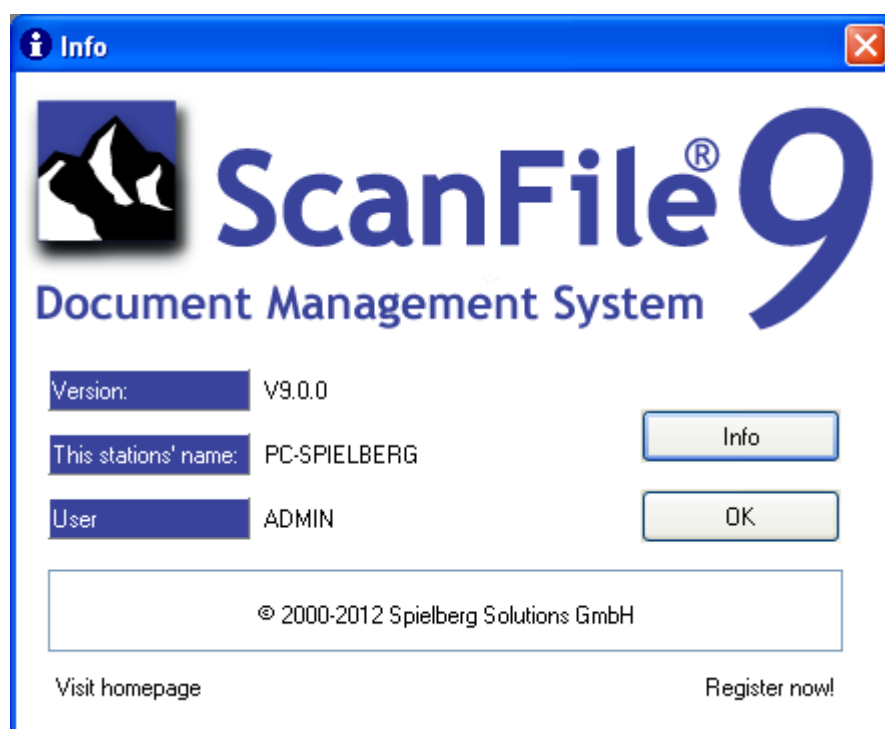 Info
ScanFile® 9
Document Management System
Version: V9.0.0
This stations' name: PC-SPIELBERG
Info
User ADMIN
OK
© 2000-2012 Spielberg Solutions GmbH
Visit homepage Register now!